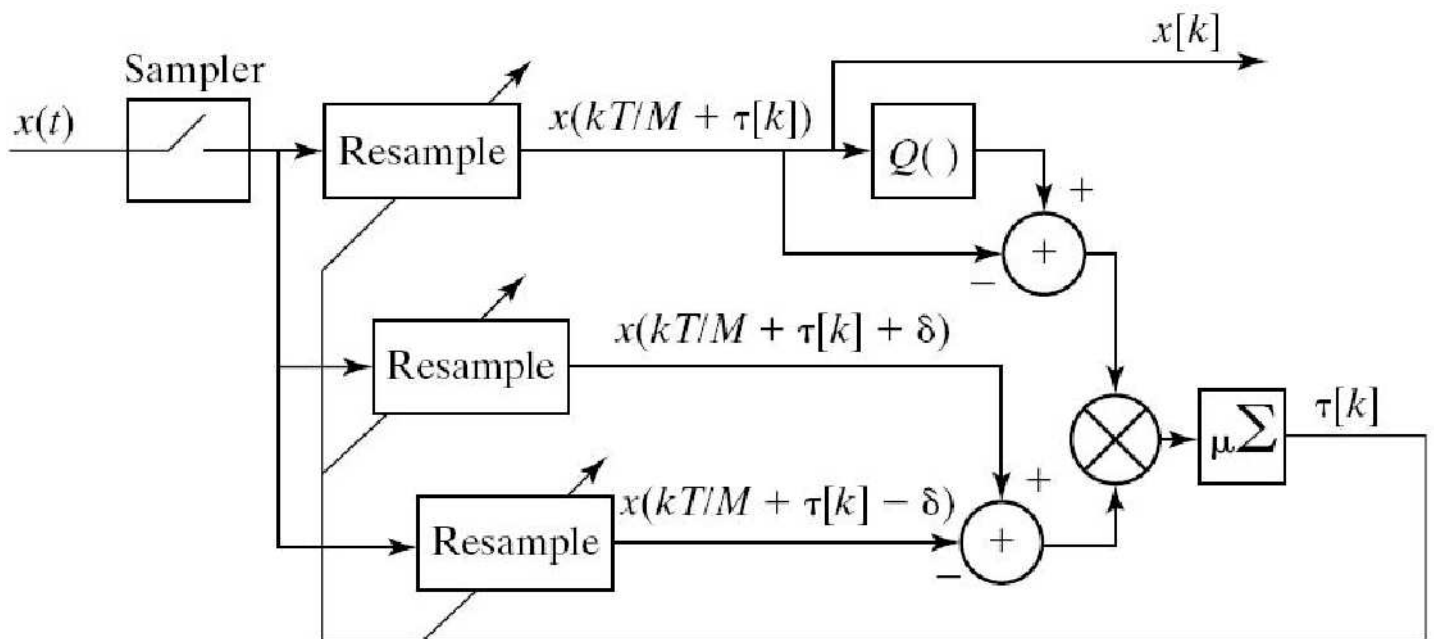 x[k]
Sampler
x(t)
Resample
x(kT/M + τ[k])
Q( )
+
+
−
Resample
x(kT/M + τ[k] + δ)
τ[k]
μΣ
Resample
x(kT/M + τ[k] − δ)
+
+
−